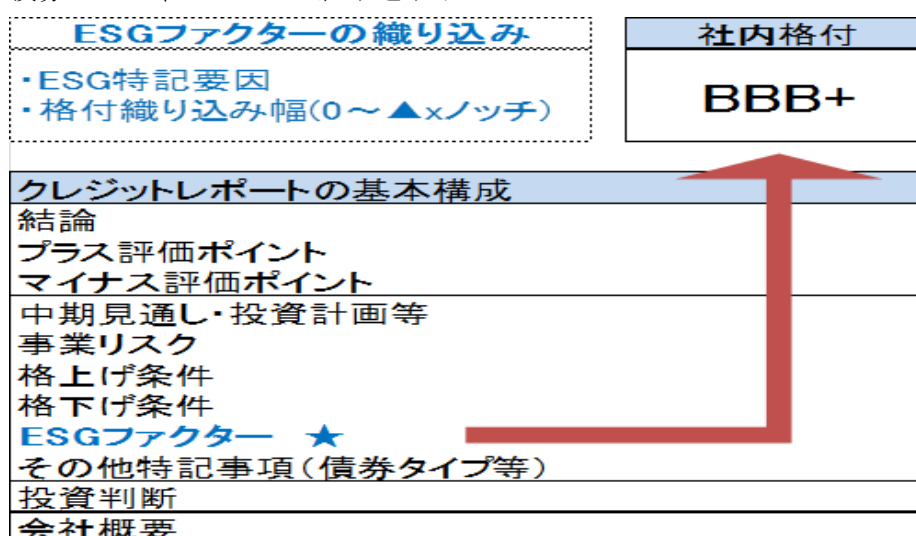 ESGファクターの織り込み
・ESG特記要因
・格付織り込み幅(0～▲xノッチ)
社内格付
BBB+
クレジットレポートの基本構成
結論
プラス評価ポイント
マイナス評価ポイント
中期見通し・投資計画等
事業リスク
格上げ条件
格下げ条件
ESGファクター ★
その他特記事項(債券タイプ等)
投資判断
会社概要